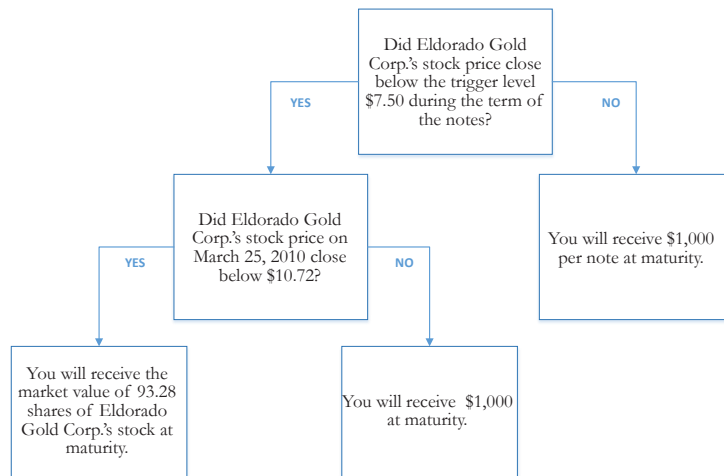 Did Eldorado Gold
Corp.'s stock price close
below the trigger level
$7.50 during the term of
the notes?
YES
NO
Did Eldorado Gold
Corp.'s stock price on
March 25, 2010 close
below $10.72?
You will receive $1,000
per note at maturity.
YES
NO
You will receive the
market value of 93.28
shares of Eldorado
Gold Corp.'s stock at
maturity.
You will receive $1,000
at maturity.